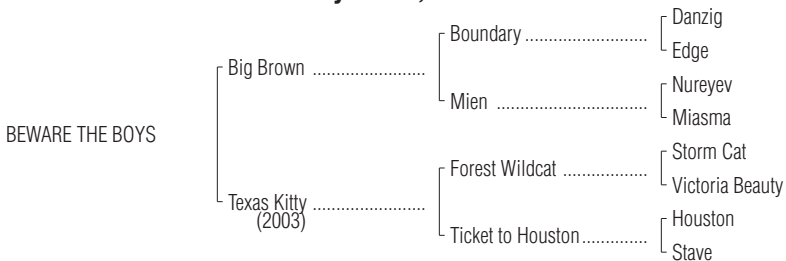 BEWARE THE BOYS
Big Brown ........................
Boundary ..........................
Danzig
Edge
Mien ................................
Nureyev
Miasma
Texas Kitty ........................
(2003)
Forest Wildcat ..................
Storm Cat
Victoria Beauty
Ticket to Houston..............
Houston
Stave